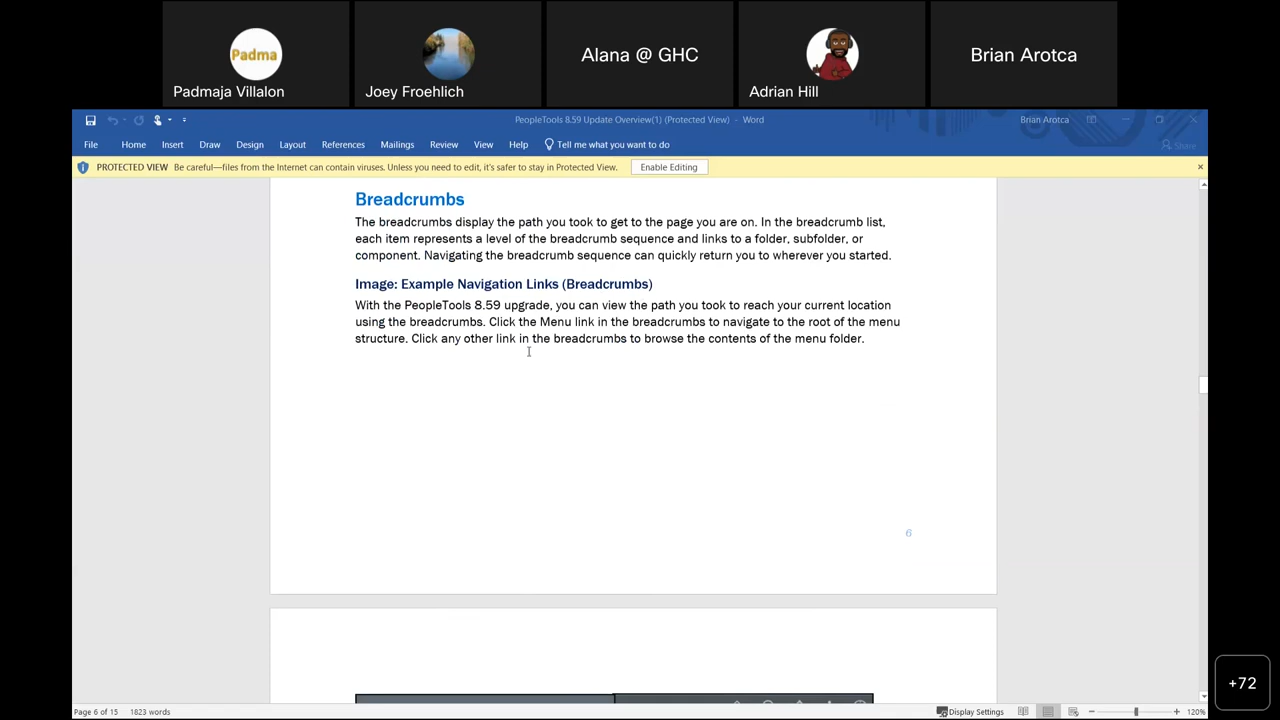 Padma
Padmaja Villalon
Joey Froehlich
Alana @ GHC
Adrian Hill
Brian Arotca
PeopleTools 8.59 Update Overview(1) (Protected View) - Word
Brian Arotca
File Home Insert Draw Design Layout References Mailings Review View Help Tell me what you want to do
Share
PROTECTED VIEW Be careful—files from the Internet can contain viruses. Unless you need to edit, it's safer to stay in Protected View. Enable Editing
Breadcrumbs
The breadcrumbs display the path you took to get to the page you are on. In the breadcrumb list,
each item represents a level of the breadcrumb sequence and links to a folder, subfolder, or
component. Navigating the breadcrumb sequence can quickly return you to wherever you started.
Image: Example Navigation Links (Breadcrumbs)
With the PeopleTools 8.59 upgrade, you can view the path you took to reach your current location
using the breadcrumbs. Click the Menu link in the breadcrumbs to navigate to the root of the menu
structure. Click any other link in the breadcrumbs to browse the contents of the menu folder.
6
+72
Page 6 of 15 1823 words
Display Settings
120%